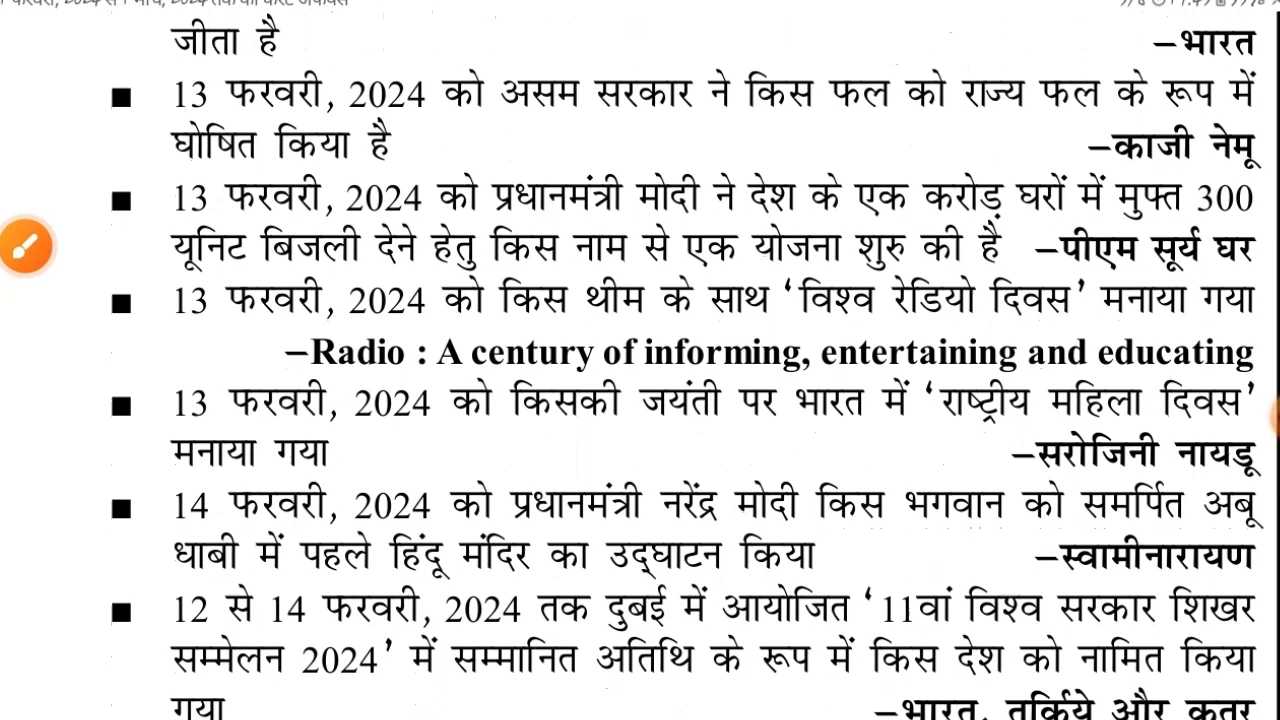 जीता है –भारत
■ 13 फरवरी, 2024 को असम सरकार ने किस फल को राज्य फल के रूप में
घोषित किया है –काजी नेमू
■ 13 फरवरी, 2024 को प्रधानमंत्री मोदी ने देश के एक करोड़ घरों में मुफ्त 300
यूनिट बिजली देने हेतु किस नाम से एक योजना शुरु की है –पीएम सूर्य घर
■ 13 फरवरी, 2024 को किस थीम के साथ ‘विश्व रेडियो दिवस’ मनाया गया
–Radio : A century of informing, entertaining and educating
■ 13 फरवरी, 2024 को किसकी जयंती पर भारत में ‘राष्ट्रीय महिला दिवस’
मनाया गया –सरोजिनी नायडू
■ 14 फरवरी, 2024 को प्रधानमंत्री नरेंद्र मोदी किस भगवान को समर्पित अबू
धाबी में पहले हिंदू मंदिर का उद्घाटन किया –स्वामीनारायण
■ 12 से 14 फरवरी, 2024 तक दुबई में आयोजित ‘11वां विश्व सरकार शिखर
सम्मेलन 2024’ में सम्मानित अतिथि के रूप में किस देश को नामित किया
गया –भारत, तुर्किये और कतर